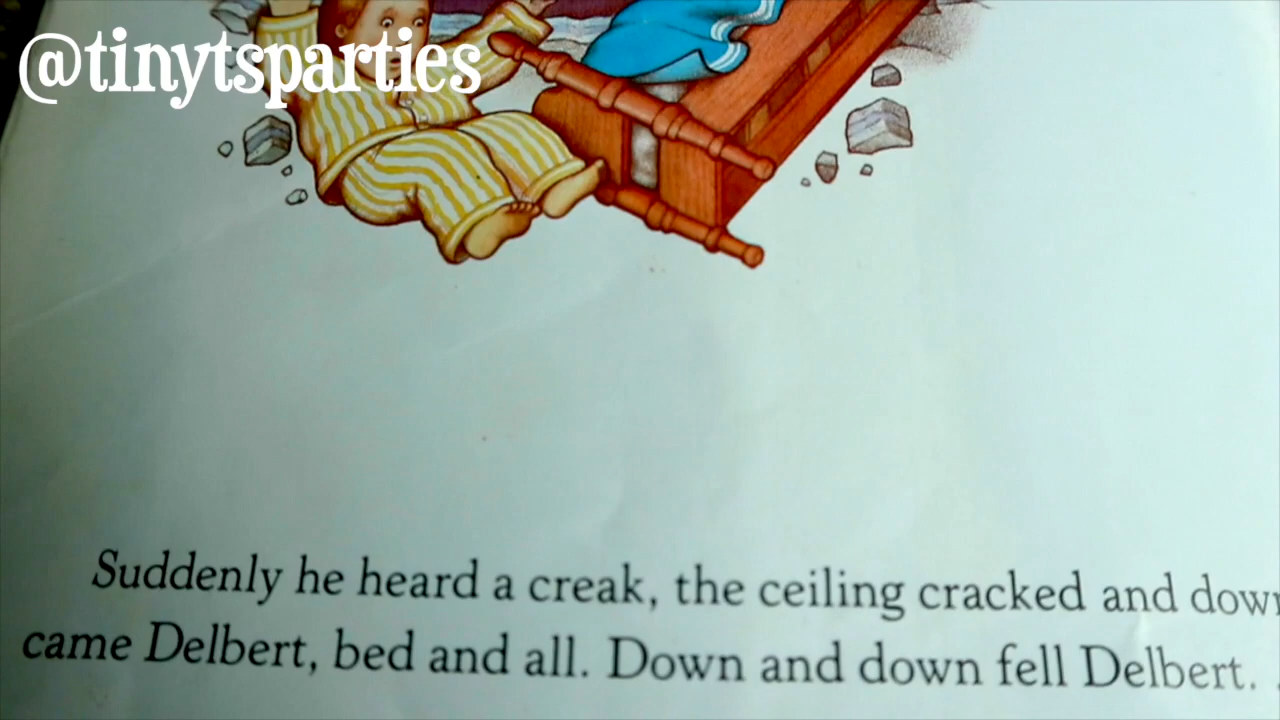 @tinytsparties
Suddenly he heard a creak, the ceiling cracked and down
came Delbert, bed and all. Down and down fell Delbert.